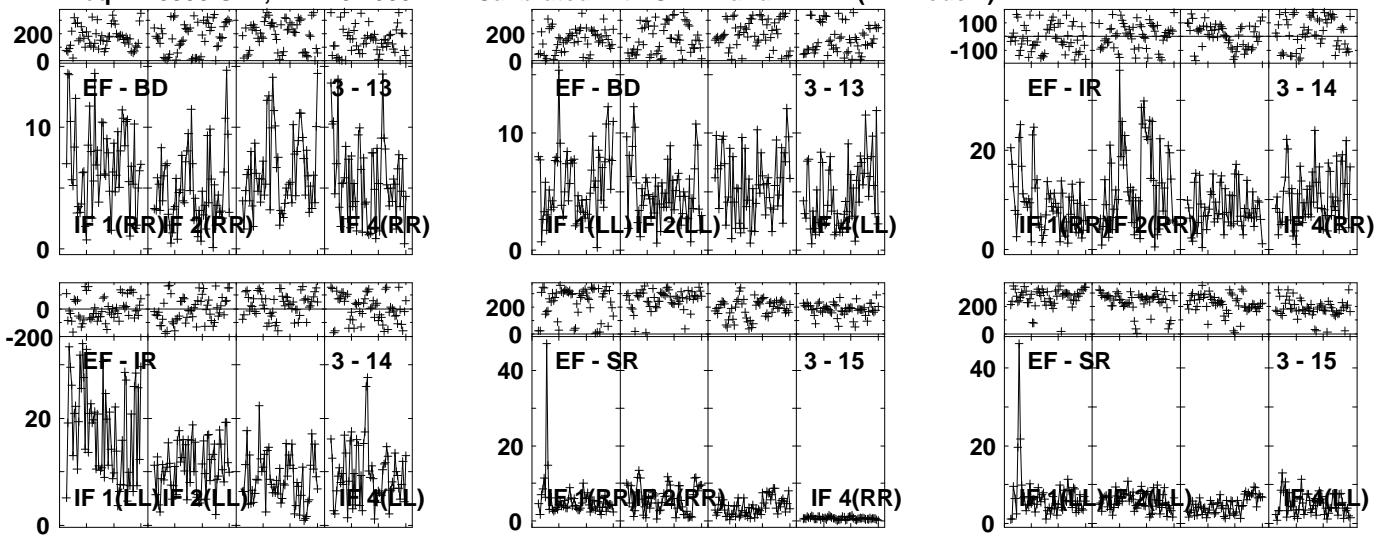 200
0
EF - BD 3 - 13
10
0
IF 1(RR) IF 2(RR) IF 4(RR)
200
0
EF - BD 3 - 13
10
0
IF 1(LL) IF 2(LL) IF 4(LL)
100
-100
EF - IR 3 - 14
20
0
IF 1(RR) IF 2(RR) IF 4(RR)
0
-200
EF - IR 3 - 14
20
0
IF 1(LL) IF 2(LL) IF 4(LL)
200
0
EF - SR 3 - 15
40
20
0
IF 1(RR) IF 2(RR) IF 4(RR)
200
0
EF - SR 3 - 15
40
20
0
IF 1(LL) IF 2(LL) IF 4(LL)